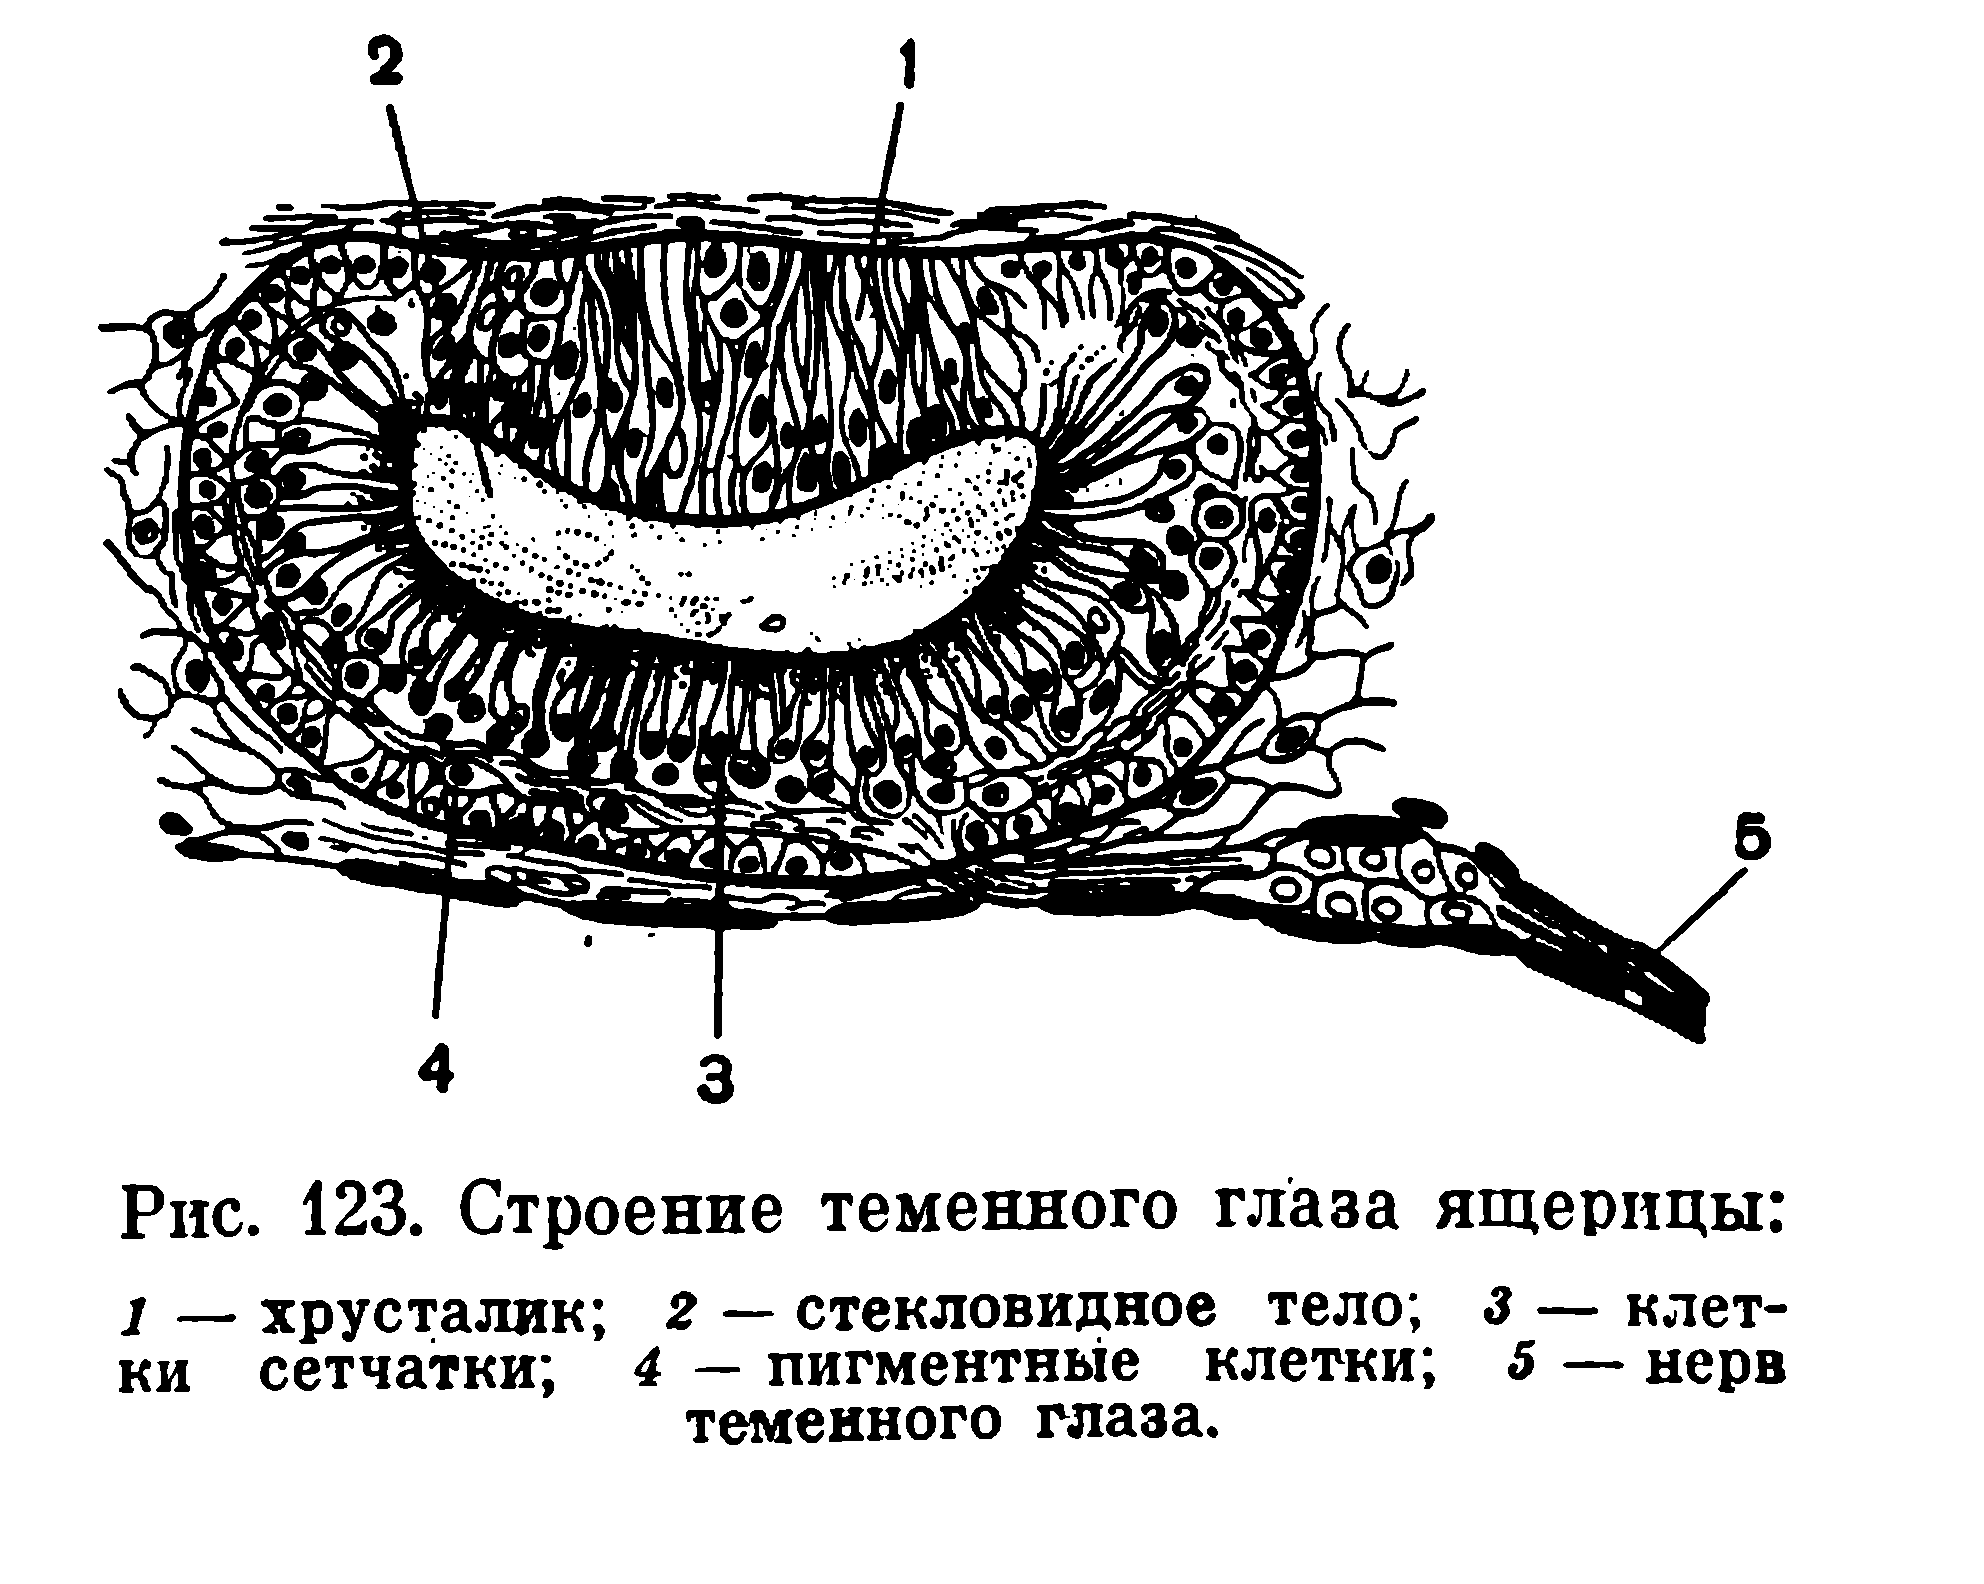 2 1
5
4 3
Рис. 123. Строение теменного глаза ящерицы:
1 — хрусталик; 2 — стекловидное тело; 3 — клет-
ки сетчатки; 4 — пигментные клетки; 5 — нерв
теменного глаза.